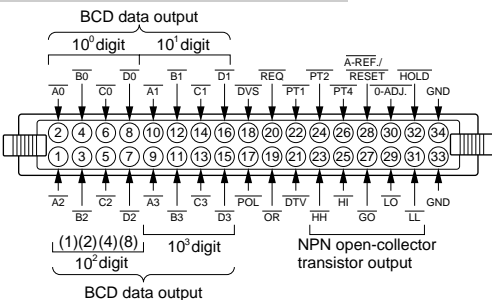 BCD data output
10⁰ digit 10¹ digit
A-REF./
B0 D0 B1 D1 REQ PT2 RESET HOLD
A0 C0 A1 C1 DVS PT1 PT4 0-ADJ. GND
2 4 6 8 10 12 14 16 18 20 22 24 26 28 30 32 34
1 3 5 7 9 11 13 15 17 19 21 23 25 27 29 31 33
A2 C2 A3 C3 POL DTV HI LO GND
B2 D2 B3 D3 OR HH GO LL
(1)(2)(4)(8) 10³ digit NPN open-collector
10² digit transistor output
BCD data output